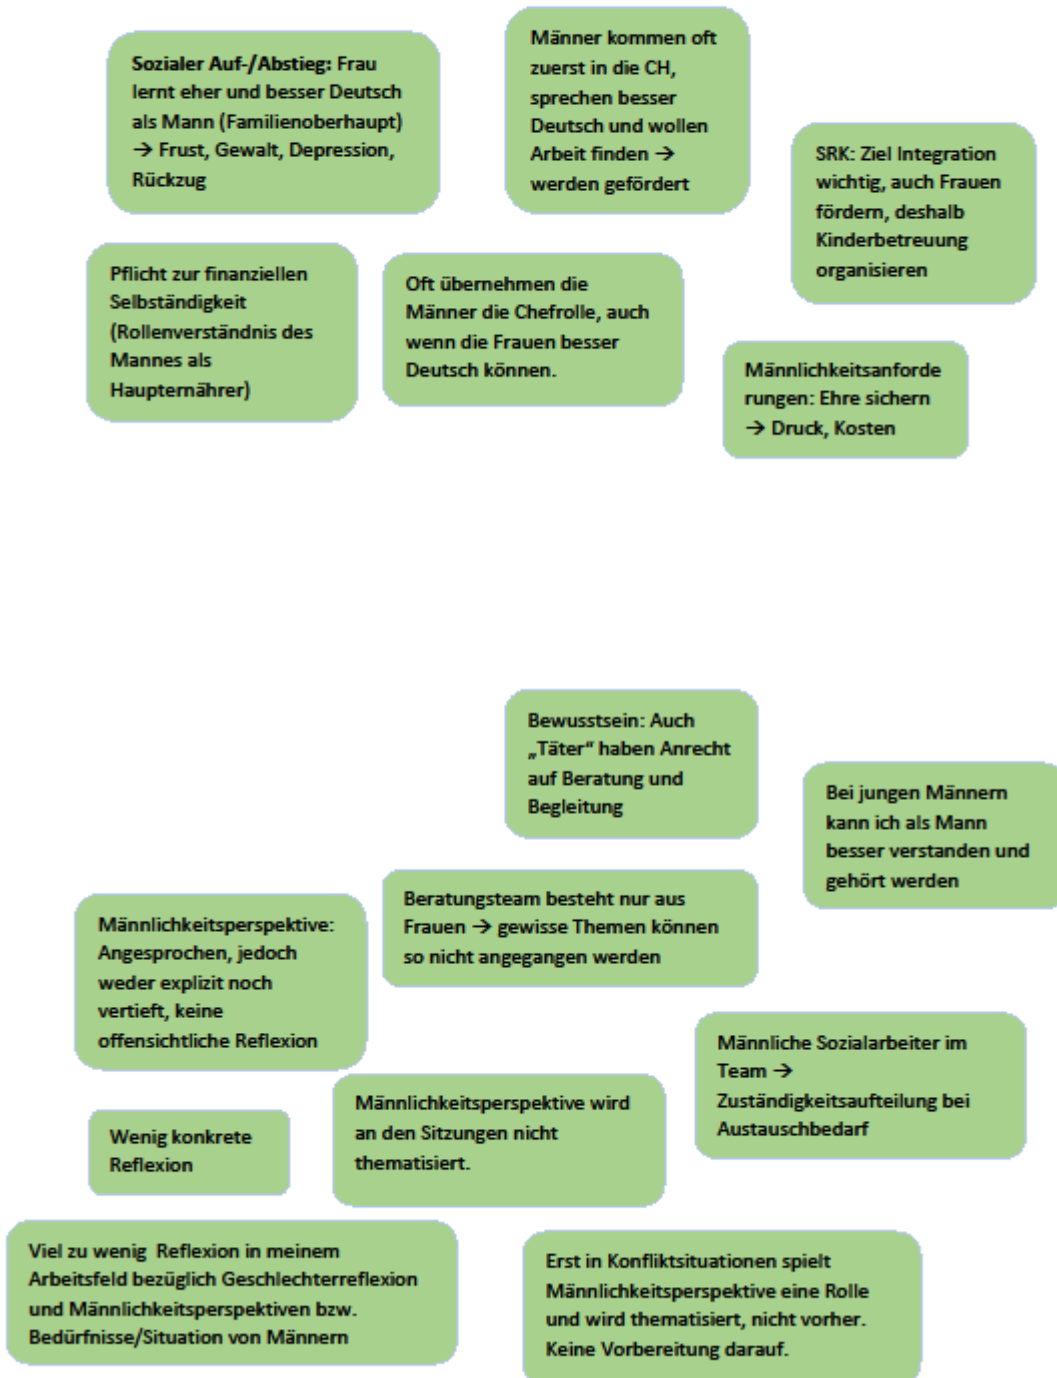 Sozialer Auf-/Abstieg: Frau
lernt eher und besser Deutsch
als Mann (Familienoberhaupt)
→ Frust, Gewalt, Depression,
Rückzug
Männer kommen oft
zuerst in die CH,
sprechen besser
Deutsch und wollen
Arbeit finden →
werden gefördert
SRK: Ziel Integration
wichtig, auch Frauen
fördern, deshalb
Kinderbetreuung
organisieren
Pflicht zur finanziellen
Selbständigkeit
(Rollenverständnis des
Mannes als
Haupternährer)
Oft übernehmen die
Männer die Chefrolle, auch
wenn die Frauen besser
Deutsch können.
Männlichkeitsanforde
rungen: Ehre sichern
→ Druck, Kosten
Bewusstsein: Auch
„Täter“ haben Anrecht
auf Beratung und
Begleitung
Bei jungen Männern
kann ich als Mann
besser verstanden und
gehört werden
Beratungsteam besteht nur aus
Frauen → gewisse Themen können
so nicht angegangen werden
Männlichkeitsperspektive:
Angesprochen, jedoch
weder explizit noch
vertieft, keine
offensichtliche Reflexion
Männliche Sozialarbeiter im
Team →
Zuständigkeitsaufteilung bei
Austauschbedarf
Männlichkeitsperspektive wird
an den Sitzungen nicht
thematisiert.
Wenig konkrete
Reflexion
Viel zu wenig Reflexion in meinem
Arbeitsfeld bezüglich Geschlechterreflexion
und Männlichkeitsperspektiven bzw.
Bedürfnisse/Situation von Männern
Erst in Konfliktsituationen spielt
Männlichkeitsperspektive eine Rolle
und wird thematisiert, nicht vorher.
Keine Vorbereitung darauf.